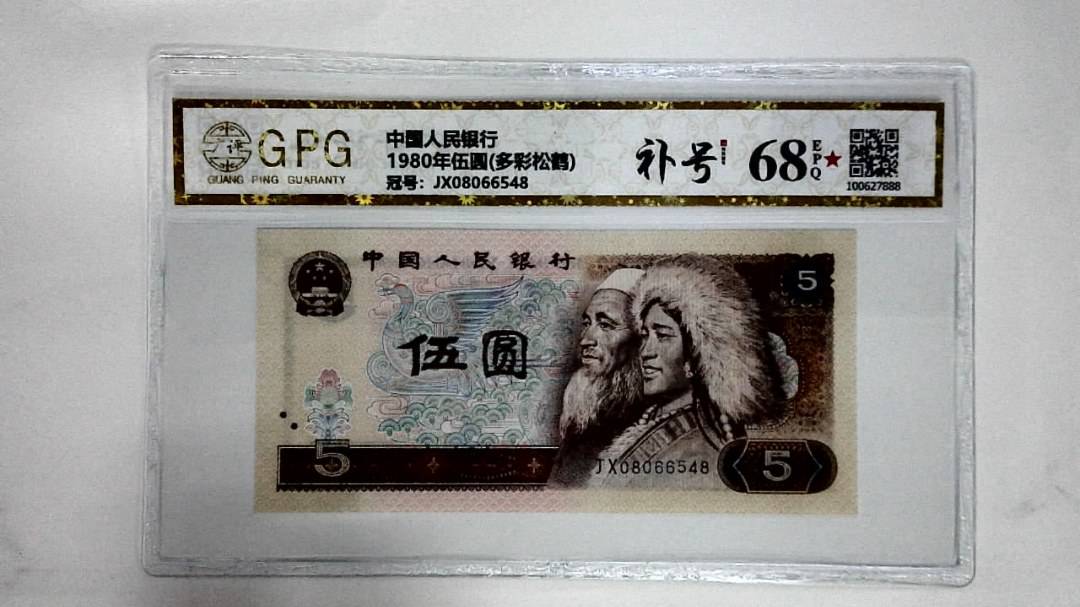 GPG
GUANG PING GUARANTY
中国人民银行
1980年伍圆(多彩松鹤)
冠号：JX08066548
补号
68
EPQ
100627888
中国人民银行
5
伍圆
5
JX08066548
5